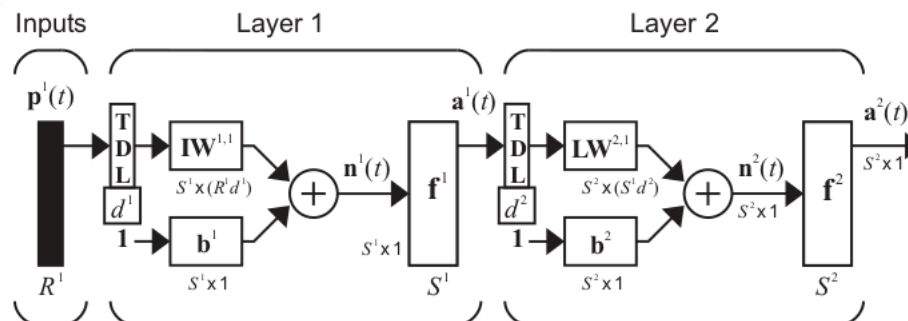 Inputs Layer 1 Layer 2
p¹(t) a¹(t) a²(t)
TDL IW¹,¹ TDL LW²,¹ S² x 1
n¹(t) n²(t)
S¹ x (R¹d¹) f¹ S² x (S¹d²) S² x 1 f²
d¹ d²
1 b¹ S¹ x 1 1 b²
S¹ x 1 S² x 1
R¹ S¹ S²